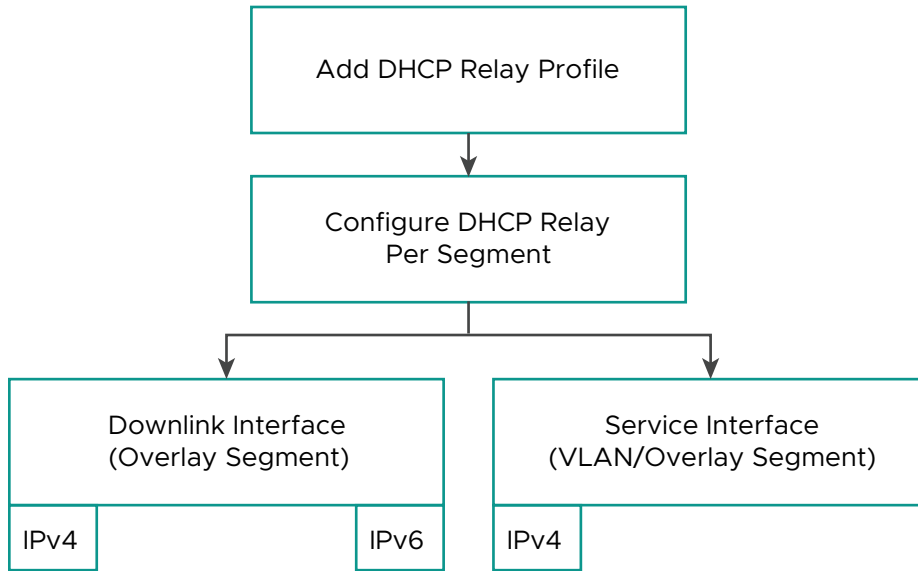 Add DHCP Relay Profile
Configure DHCP Relay
Per Segment
Downlink Interface
(Overlay Segment)
IPv4
IPv6
Service Interface
(VLAN/Overlay Segment)
IPv4